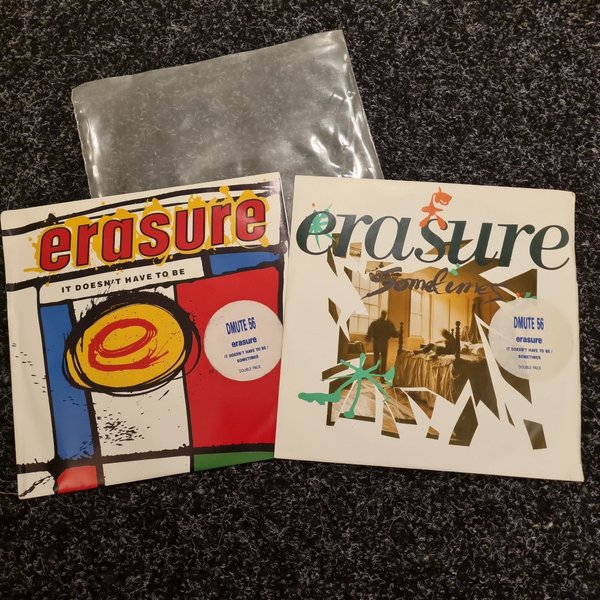 erasure
IT DOESN'T HAVE TO BE
DMUTE 56
erasure
IT DOESN'T HAVE TO BE /
SOMETIMES
DOUBLE PACK
erasure
Sometimes
DMUTE 56
erasure
IT DOESN'T HAVE TO BE /
SOMETIMES
DOUBLE PACK